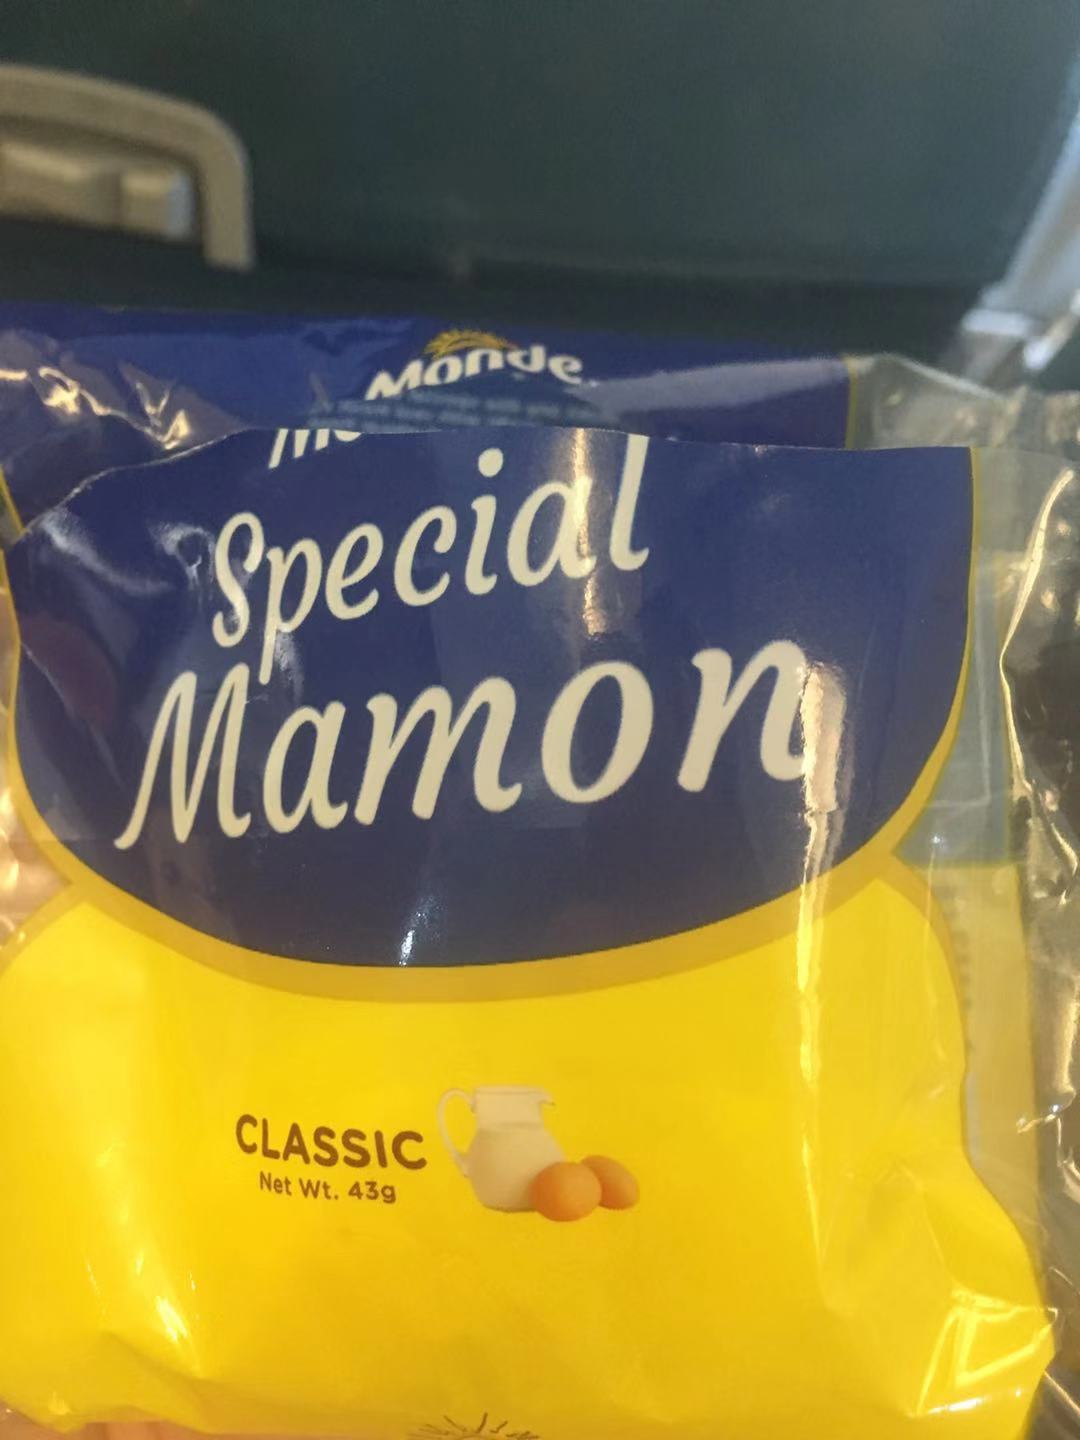 Monde
Special
Mamon
CLASSIC
Net Wt. 43g